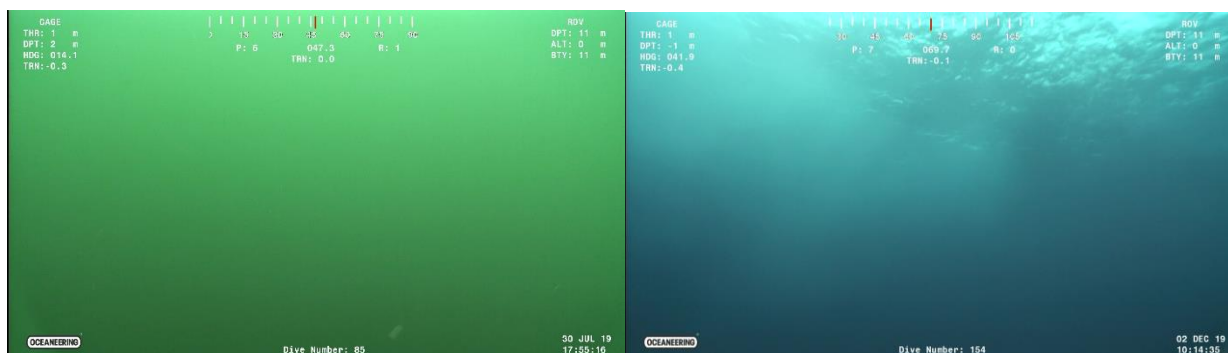 CAGE
THR: 1 m
DPT: 2 m
HDG: 014.1
TRN:-0.3
15 30 45 60 75 90
P: 6 047.3 R: 1
TRN: 0.0
ROV
DPT: 11 m
ALT: 0 m
BTY: 11 m
OCEANEERING
Dive Number: 85
30 JUL 19
17:55:16
CAGE
THR: 1 m
DPT: -1 m
HDG: 041.9
TRN:-0.4
30 45 60 75 90 105
P: 7 069.7 R: 0
TRN:-0.1
ROV
DPT: 11 m
ALT: 0 m
BTY: 11 m
OCEANEERING
Dive Number: 154
02 DEC 19
10:14:35